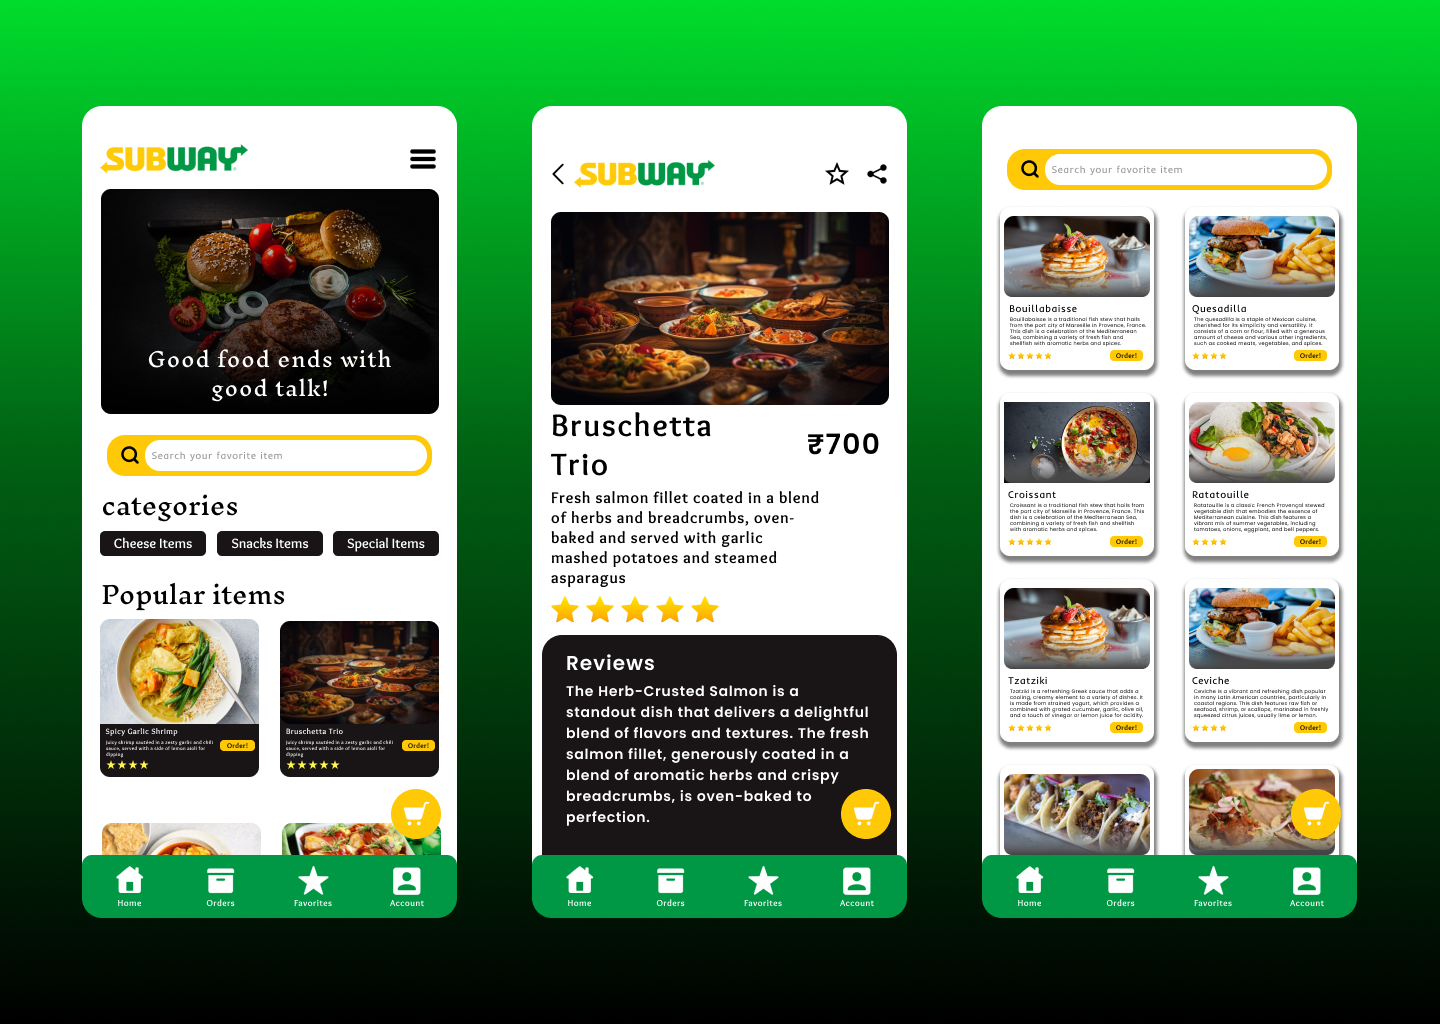 SUBWAY
Good food ends with
good talk!
Search your favorite item
categories
Cheese Items
Snacks Items
Special Items
Popular items
Spicy Garlic Shrimp
juicy shrimp sautéed in a zesty garlic and chili
sauce, served with a side of lemon aioli for
dipping
Order!
Bruschetta Trio
juicy shrimp sautéed in a zesty garlic and chili
sauce, served with a side of lemon aioli for
dipping
Order!
Home
Orders
Favorites
Account
SUBWAY
Bruschetta
Trio
₹700
Fresh salmon fillet coated in a blend
of herbs and breadcrumbs, oven-
baked and served with garlic
mashed potatoes and steamed
asparagus
Reviews
The Herb-Crusted Salmon is a
standout dish that delivers a delightful
blend of flavors and textures. The fresh
salmon fillet, generously coated in a
blend of aromatic herbs and crispy
breadcrumbs, is oven-baked to
perfection.
Home
Orders
Favorites
Account
Search your favorite item
Bouillabaisse
Bouillabaisse is a traditional fish stew that hails
from the port city of Marseille in Provence, France.
This dish is a celebration of the Mediterranean
Sea, combining a variety of fresh fish and
shellfish with aromatic herbs and spices.
Order!
Quesadilla
The quesadilla is a staple of Mexican cuisine,
cherished for its simplicity and versatility. It
consists of a corn or flour, filled with a generous
amount of cheese and various other ingredients,
such as cooked meats, vegetables, and spices.
Order!
Croissant
Croissant is a traditional fish stew that hails from
the port city of Marseille in Provence, France. This
dish is a celebration of the Mediterranean Sea,
combining a variety of fresh fish and shellfish
with aromatic herbs and spices.
Order!
Ratatouille
Ratatouille is a classic French Provençal stewed
vegetable dish that embodies the essence of
Mediterranean cuisine. This dish features a
vibrant mix of summer vegetables, including
tomatoes, onions, eggplant, and bell peppers.
Order!
Tzatziki
Tzatziki is a refreshing Greek sauce that adds a
cooling, creamy element to a variety of dishes. It
is made from strained yogurt, which provides a
combined with grated cucumber, garlic, olive oil,
and a touch of vinegar or lemon juice for acidity.
Order!
Ceviche
Ceviche is a vibrant and refreshing dish popular
in many Latin American countries, particularly in
coastal regions. This dish features raw fish or
seafood, shrimp, or scallops, marinated in freshly
squeezed citrus juices, usually lime or lemon.
Order!
Home
Orders
Favorites
Account